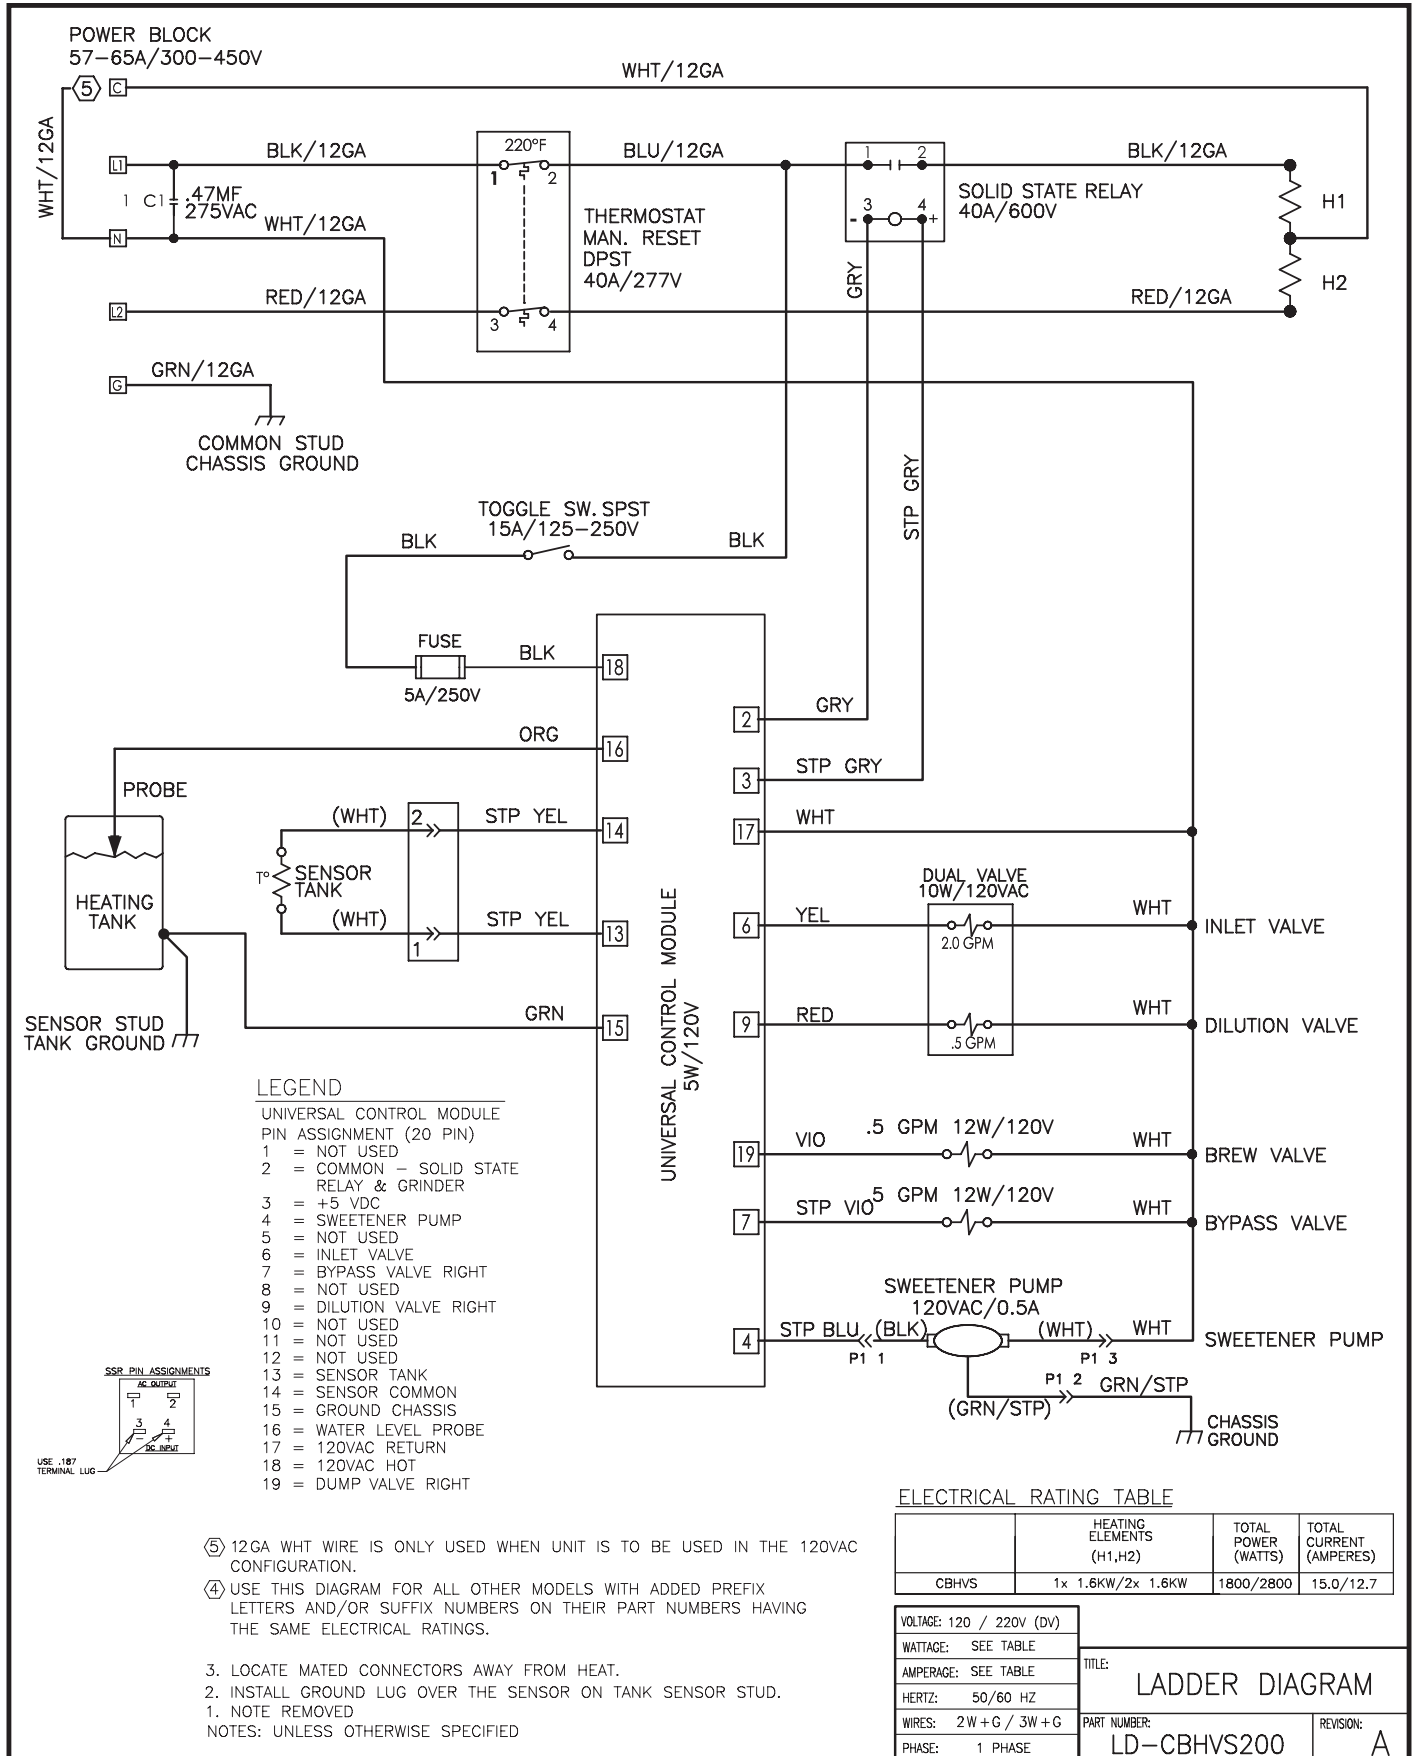 POWER BLOCK
57-65A/300-450V
WHT/12GA
5
C
WHT/12GA
L1
BLK/12GA
220°F
1
2
BLU/12GA
1
2
BLK/12GA
1 C1
.47MF
275VAC
SOLID STATE RELAY
40A/600V
3
4
-
+
H1
N
WHT/12GA
THERMOSTAT
MAN. RESET
DPST
40A/277V
GRY
H2
L2
RED/12GA
3
4
RED/12GA
G
GRN/12GA
COMMON STUD
CHASSIS GROUND
STP GRY
TOGGLE SW. SPST
15A/125-250V
BLK
BLK
FUSE
BLK
18
5A/250V
2
GRY
ORG
16
3
STP GRY
PROBE
(WHT)
2
STP YEL
14
17
WHT
T°
SENSOR
TANK
DUAL VALVE
10W/120VAC
HEATING
TANK
(WHT)
1
STP YEL
13
6
YEL
2.0 GPM
WHT
INLET VALVE
UNIVERSAL CONTROL MODULE
5W/120V
SENSOR STUD
TANK GROUND
GRN
15
9
RED
.5 GPM
WHT
DILUTION VALVE
19
VIO
.5 GPM 12W/120V
WHT
BREW VALVE
7
STP VIO
.5 GPM 12W/120V
WHT
BYPASS VALVE
SWEETENER PUMP
120VAC/0.5A
4
STP BLU
(BLK)
P1 1
(WHT)
P1 3
WHT
SWEETENER PUMP
P1 2
GRN/STP
(GRN/STP)
CHASSIS
GROUND
LEGEND
UNIVERSAL CONTROL MODULE
PIN ASSIGNMENT (20 PIN)
1 = NOT USED
2 = COMMON - SOLID STATE
RELAY & GRINDER
3 = +5 VDC
4 = SWEETENER PUMP
5 = NOT USED
6 = INLET VALVE
7 = BYPASS VALVE RIGHT
8 = NOT USED
9 = DILUTION VALVE RIGHT
10 = NOT USED
11 = NOT USED
12 = NOT USED
13 = SENSOR TANK
14 = SENSOR COMMON
15 = GROUND CHASSIS
16 = WATER LEVEL PROBE
17 = 120VAC RETURN
18 = 120VAC HOT
19 = DUMP VALVE RIGHT
SSR PIN ASSIGNMENTS
AC OUTPUT
1
2
3
4
-
+
DC INPUT
USE .187
TERMINAL LUG
5 12GA WHT WIRE IS ONLY USED WHEN UNIT IS TO BE USED IN THE 120VAC
CONFIGURATION.
4 USE THIS DIAGRAM FOR ALL OTHER MODELS WITH ADDED PREFIX
LETTERS AND/OR SUFFIX NUMBERS ON THEIR PART NUMBERS HAVING
THE SAME ELECTRICAL RATINGS.
3. LOCATE MATED CONNECTORS AWAY FROM HEAT.
2. INSTALL GROUND LUG OVER THE SENSOR ON TANK SENSOR STUD.
1. NOTE REMOVED
NOTES: UNLESS OTHERWISE SPECIFIED
ELECTRICAL RATING TABLE
HEATING
ELEMENTS
(H1,H2)
TOTAL
POWER
(WATTS)
TOTAL
CURRENT
(AMPERES)
CBHVS
1x 1.6KW/2x 1.6KW
1800/2800
15.0/12.7
VOLTAGE: 120 / 220V (DV)
WATTAGE: SEE TABLE
AMPERAGE: SEE TABLE
HERTZ: 50/60 HZ
WIRES: 2W+G / 3W+G
PHASE: 1 PHASE
TITLE:
LADDER DIAGRAM
PART NUMBER:
LD-CBHVS200
REVISION:
A